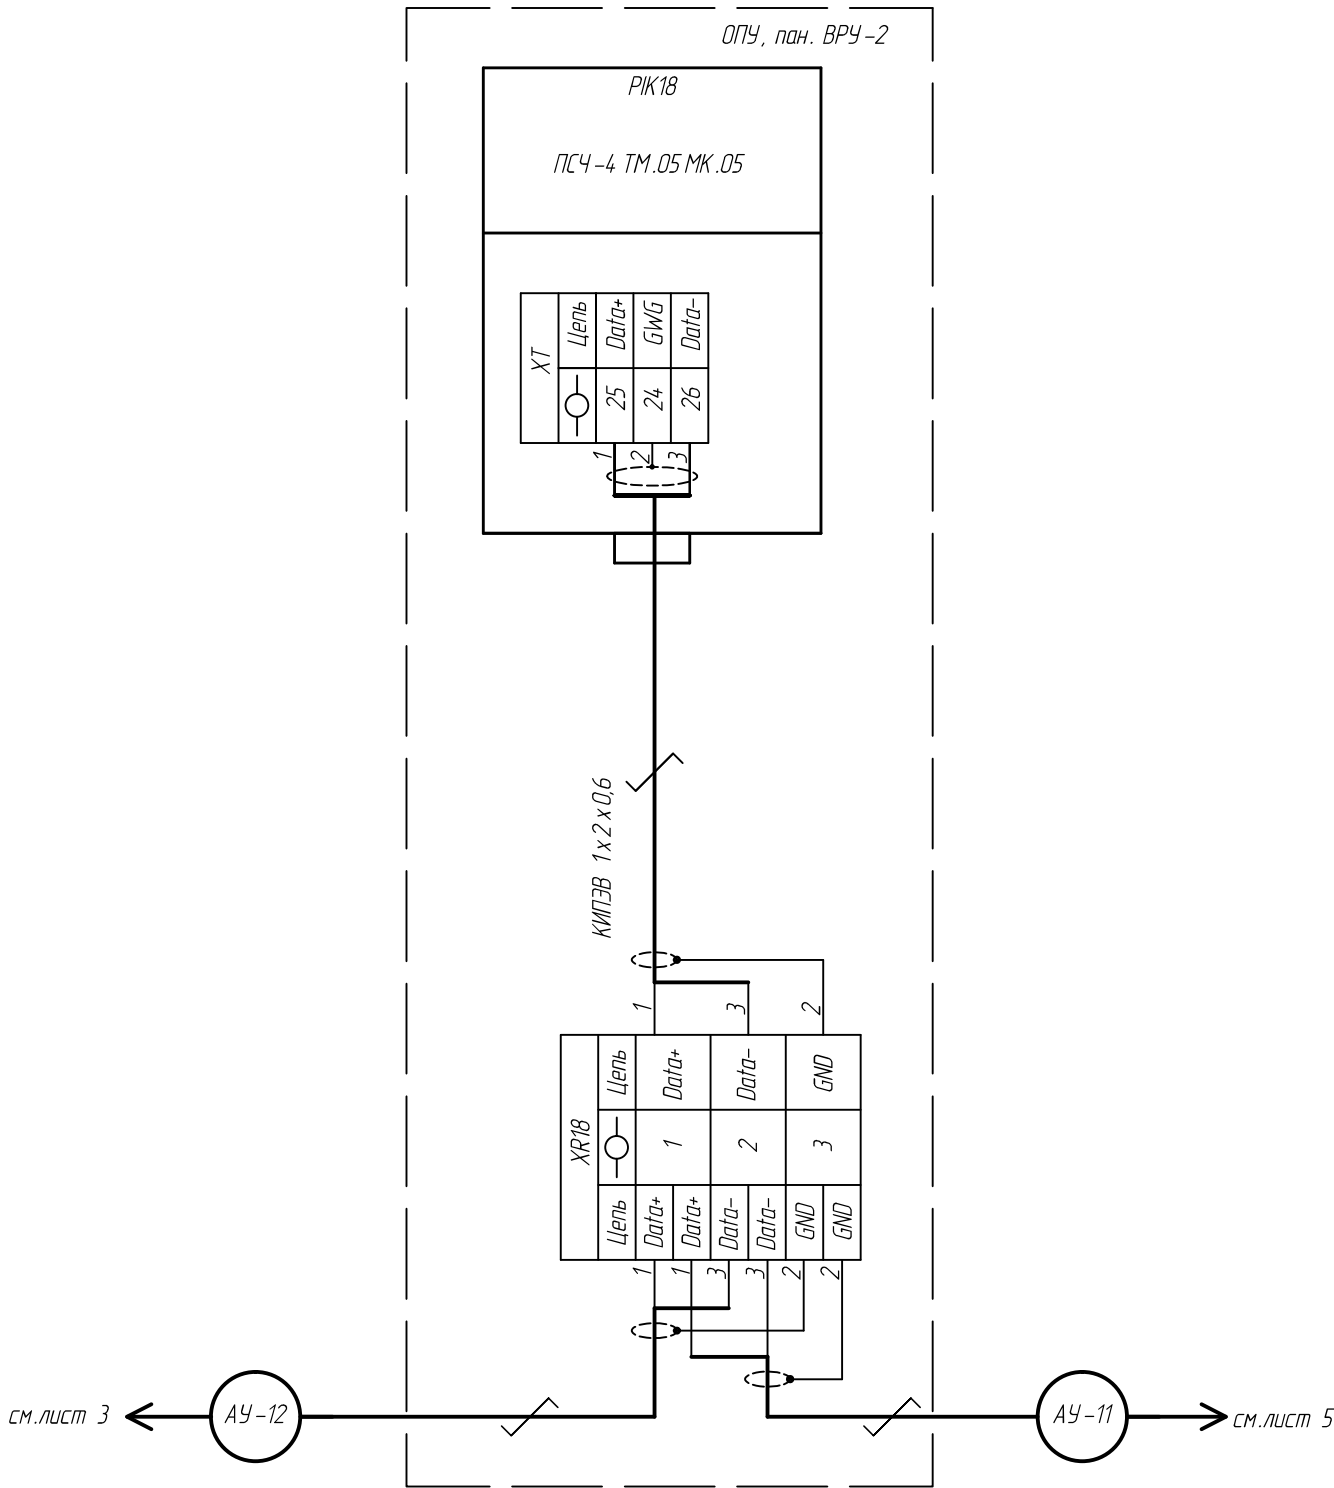 ОПУ, пан. ВРУ-2
PIK18
ПСЧ-4 ТМ.05 МК.05
XT
Цепь
Data+
GWG
Data-
25
24
26
1
2
3
КИПЭВ 1x2x0,6
1
3
2
XR18
Цепь
Data+
Data-
GND
1
2
3
Цепь
Data+
Data+
Data-
Data-
GND
GND
1
1
3
3
2
2
см.лист 3
АУ-12
АУ-11
см.лист 5